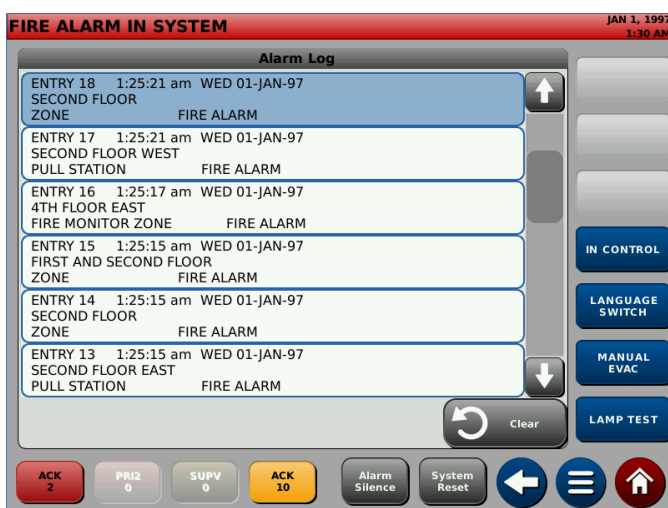 FIRE ALARM IN SYSTEM
JAN 1, 1997
1:30 AM
Alarm Log
ENTRY 18 1:25:21 am WED 01-JAN-97
SECOND FLOOR
ZONE FIRE ALARM
ENTRY 17 1:25:21 am WED 01-JAN-97
SECOND FLOOR WEST
PULL STATION FIRE ALARM
ENTRY 16 1:25:17 am WED 01-JAN-97
4TH FLOOR EAST
FIRE MONITOR ZONE FIRE ALARM
ENTRY 15 1:25:15 am WED 01-JAN-97
FIRST AND SECOND FLOOR
ZONE FIRE ALARM
ENTRY 14 1:25:15 am WED 01-JAN-97
SECOND FLOOR
ZONE FIRE ALARM
ENTRY 13 1:25:15 am WED 01-JAN-97
SECOND FLOOR EAST
PULL STATION FIRE ALARM
Clear
IN CONTROL
LANGUAGE
SWITCH
MANUAL
EVAC
LAMP TEST
ACK
2
PRI2
0
SUPV
0
ACK
10
Alarm
Silence
System
Reset